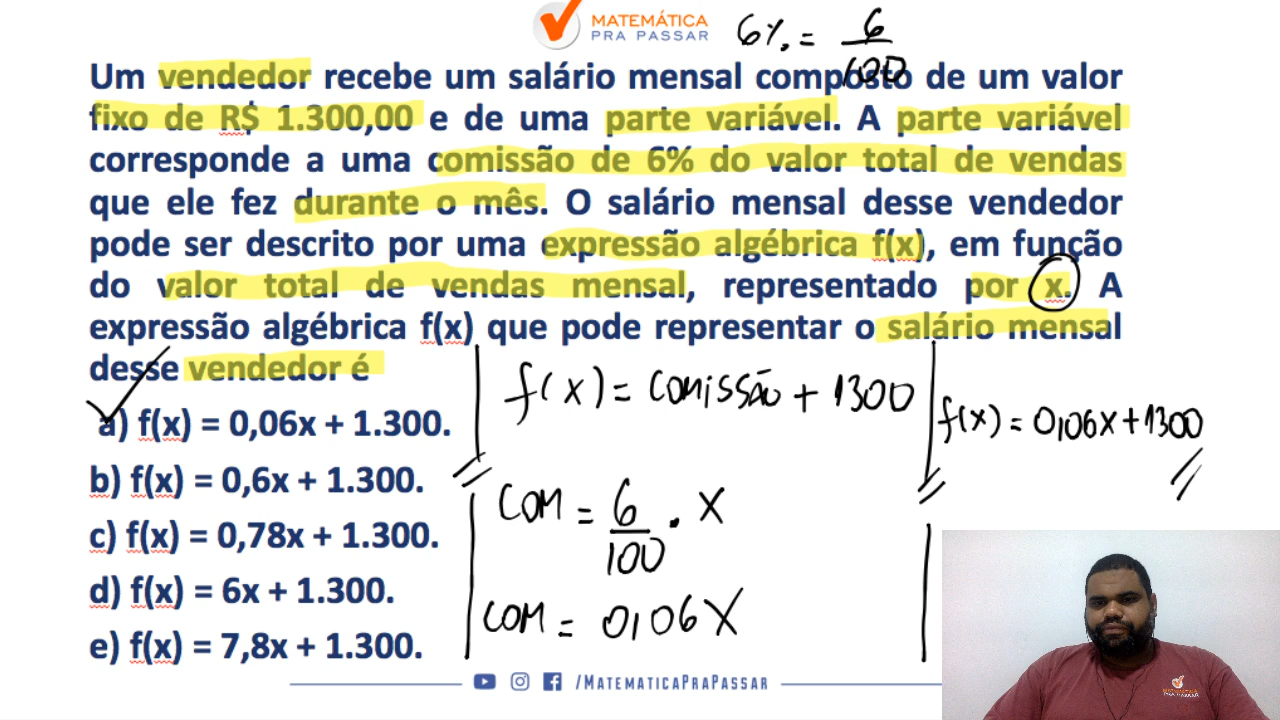 MATEMÁTICA
PRA PASSAR
6% = 6/100
Um vendedor recebe um salário mensal composto de um valor
fixo de R$ 1.300,00 e de uma parte variável. A parte variável
corresponde a uma comissão de 6% do valor total de vendas
que ele fez durante o mês. O salário mensal desse vendedor
pode ser descrito por uma expressão algébrica f(x), em função
do valor total de vendas mensal, representado por x. A
expressão algébrica f(x) que pode representar o salário mensal
desse vendedor é
a) f(x) = 0,06x + 1.300.
b) f(x) = 0,6x + 1.300.
c) f(x) = 0,78x + 1.300.
d) f(x) = 6x + 1.300.
e) f(x) = 7,8x + 1.300.
f(x) = comissão + 1300
COM = 6/100 . x
COM = 0,06x
f(x) = 0,06x + 1300
/MATEMATICAPRAPASSAR
MATEMÁTICA
PRA PASSAR